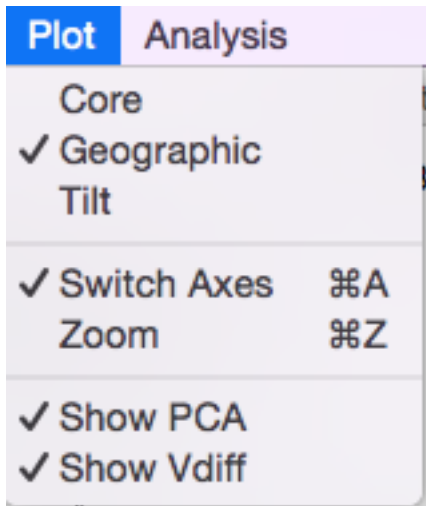 Plot Analysis
Core
✓ Geographic
Tilt
✓ Switch Axes ⌘A
Zoom ⌘Z
✓ Show PCA
✓ Show Vdiff